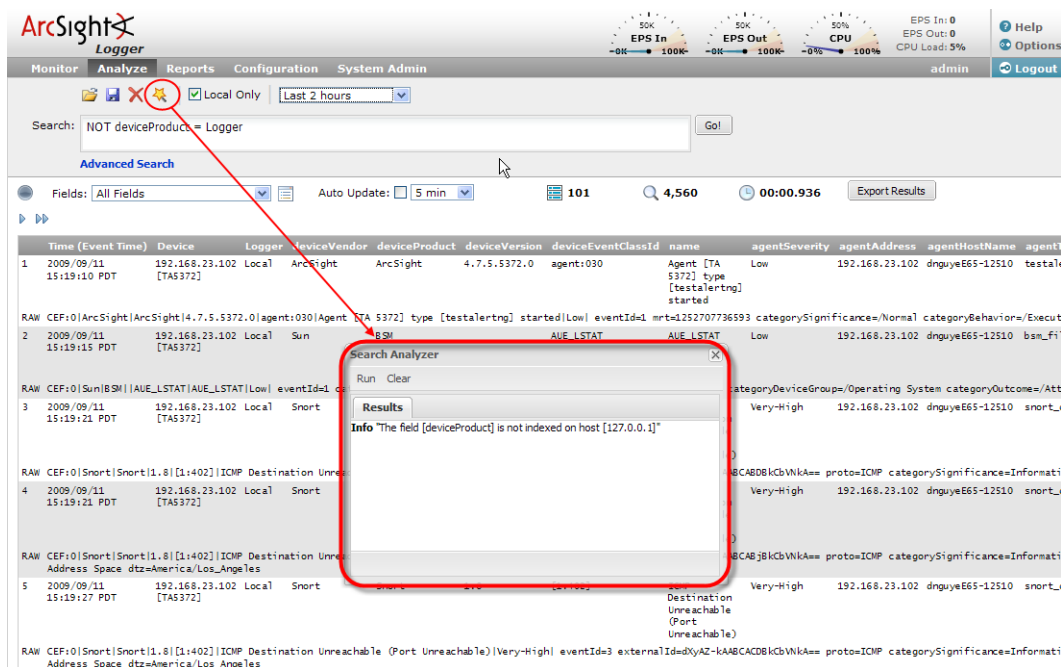 ArcSight
Logger
50K
EPS In
0K 100K
50K
EPS Out
0K 100K
50%
CPU
0% 100%
EPS In: 0
EPS Out: 0
CPU Load: 5%
Help
Options
Monitor Analyze Reports Configuration System Admin admin Logout
Local Only Last 2 hours
Search: NOT deviceProduct = Logger Go!
Advanced Search
Fields: All Fields Auto Update: 5 min 101 4,560 00:00.936 Export Results
Time (Event Time) Device Logger deviceVendor deviceProduct deviceVersion deviceEventClassId name agentSeverity agentAddress agentHostName
1 2009/09/11 192.168.23.102 Local ArcSight ArcSight 4.7.5.5372.0 agent:030 Agent [TA Low 192.168.23.102 dnguyeE65-12510
15:19:10 PDT [TA5372] 5372] type
[testalertng]
started
RAW CEF:0|ArcSight|ArcSight|4.7.5.5372.0|agent:030|Agent [TA 5372] type [testalertng] started|Low| eventId=1 mrt=1252707736593 categorySignificance=/Normal categoryBehavior=/Execut
2 2009/09/11 192.168.23.102 Local Sun BSM AUE_LSTAT AUE_LSTAT Low 192.168.23.102 dnguyeE65-12510 bsm_fi
15:19:15 PDT [TA5372]
RAW CEF:0|Sun|BSM||AUE_LSTAT|AUE_LSTAT|Low| eventId=1 categoryDeviceGroup=/Operating System categoryOutcome=/Att
3 2009/09/11 192.168.23.102 Local Snort Very-High 192.168.23.102 dnguyeE65-12510
15:19:21 PDT [TA5372]
RAW CEF:0|Snort|Snort|1.8|[1:402]|ICMP Destination proto=ICMP categorySignificance=Informati
4 2009/09/11 192.168.23.102 Local Snort Very-High 192.168.23.102 dnguyeE65-12510
15:19:21 PDT [TA5372]
RAW CEF:0|Snort|Snort|1.8|[1:402]|ICMP Destination proto=ICMP categorySignificance=Informati
Address Space dtz=America/Los_Angeles
Search Analyzer
Run Clear
Results
Info "The field [deviceProduct] is not indexed on host [127.0.0.1]"
5 2009/09/11 192.168.23.102 Local Snort Very-High 192.168.23.102 dnguyeE65-12510
15:19:27 PDT [TA5372] Destination
Unreachable
(Port
Unreachable)
RAW CEF:0|Snort|Snort|1.8|[1:402]|ICMP Destination Unreachable (Port Unreachable)|Very-High| eventId=3 proto=ICMP categorySignificance=Informati
Address Space dtz=America/Los_Angeles